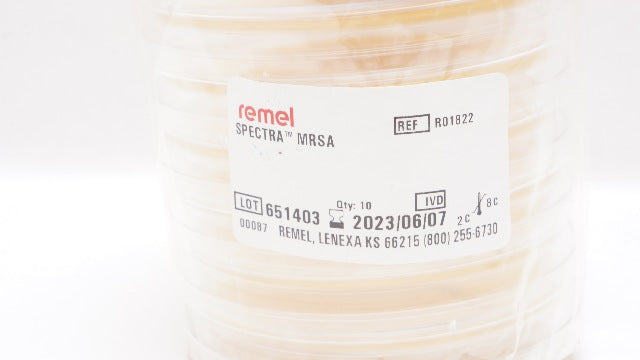 remel
SPECTRA™ MRSA
REF R01822
LOT 651403 Qty: 10 2023/06/07 IVD 2C 8C
00087 REMEL, LENEXA KS 66215 (800) 255-6730